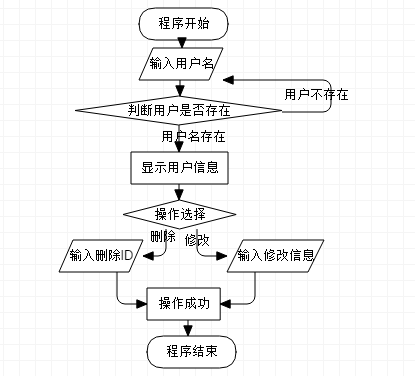 程序开始
输入用户名
用户不存在
判断用户是否存在
用户名存在
显示用户信息
操作选择
删除
修改
输入删除ID
输入修改信息
操作成功
程序结束